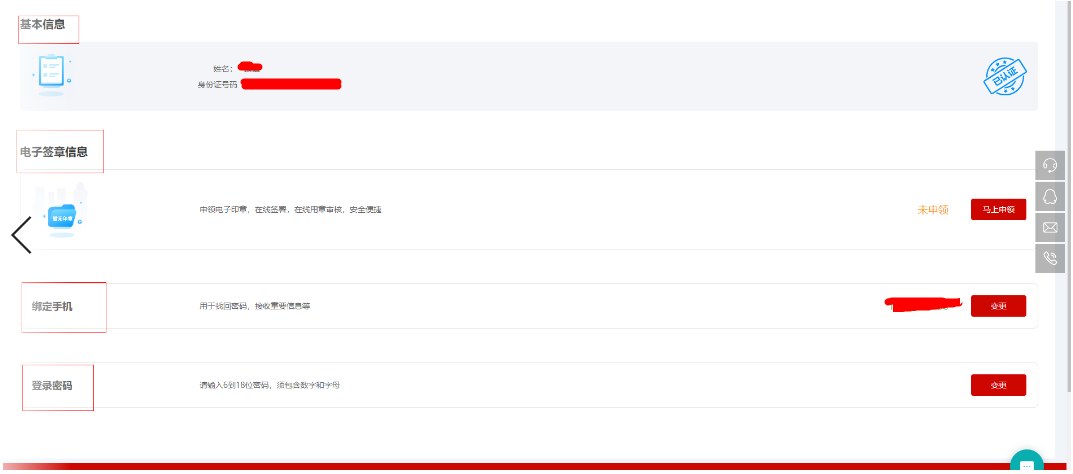 基本信息
姓名：
身份证号码
已认证
电子签章信息
暂无印章
申领电子印章，在线签署，在线用章审核，安全便捷
未申领
马上申领
绑定手机
用于找回密码，接收重要信息等
变更
登录密码
请输入6到18位密码，须包含数字和字母
变更